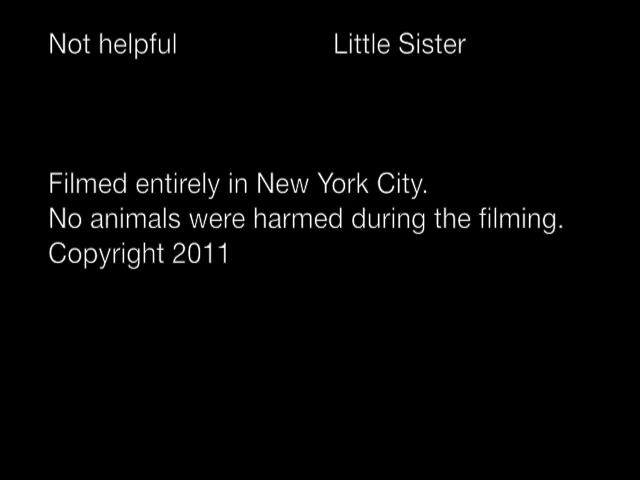 Not helpful Little Sister
Filmed entirely in New York City.
No animals were harmed during the filming.
Copyright 2011